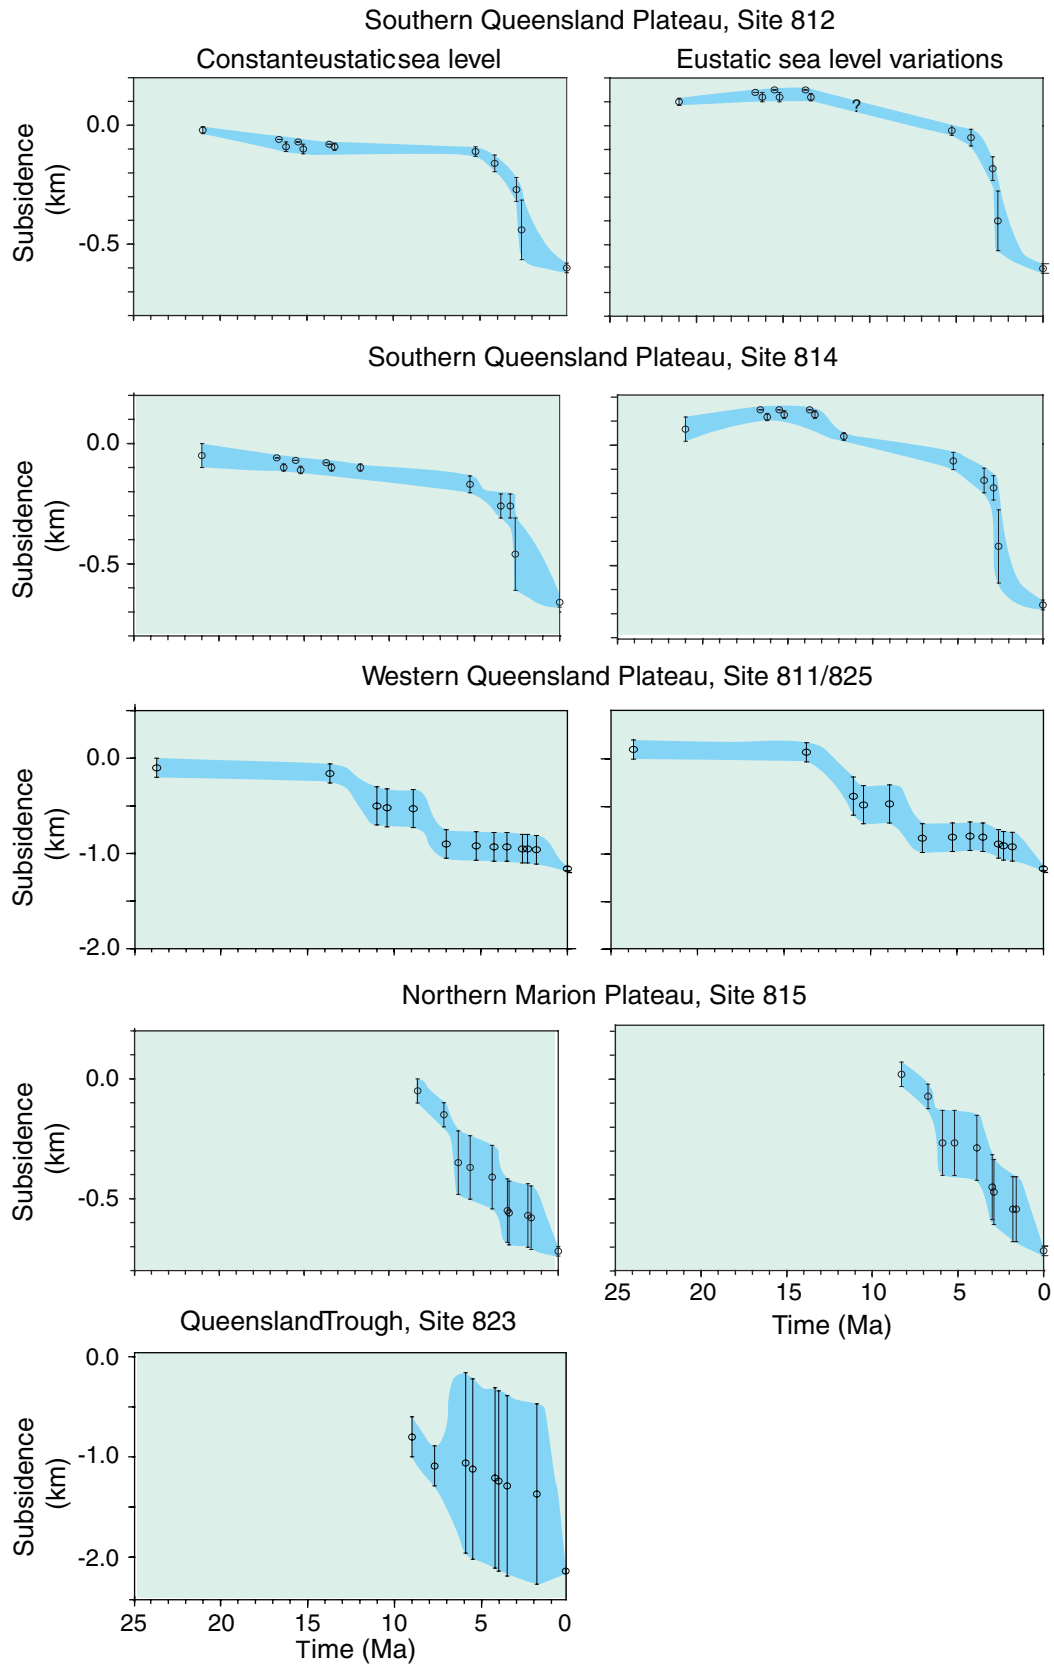 Southern Queensland Plateau, Site 812
Constanteustaticsea level
Eustatic sea level variations
Subsidence
(km)
0.0
-0.5
?
Southern Queensland Plateau, Site 814
Subsidence
(km)
0.0
-0.5
Western Queensland Plateau, Site 811/825
Subsidence
(km)
0.0
-1.0
-2.0
Northern Marion Plateau, Site 815
Subsidence
(km)
0.0
-0.5
25 20 15 10 5 0
Time (Ma)
QueenslandTrough, Site 823
Subsidence
(km)
0.0
-1.0
-2.0
25 20 15 10 5 0
Time (Ma)